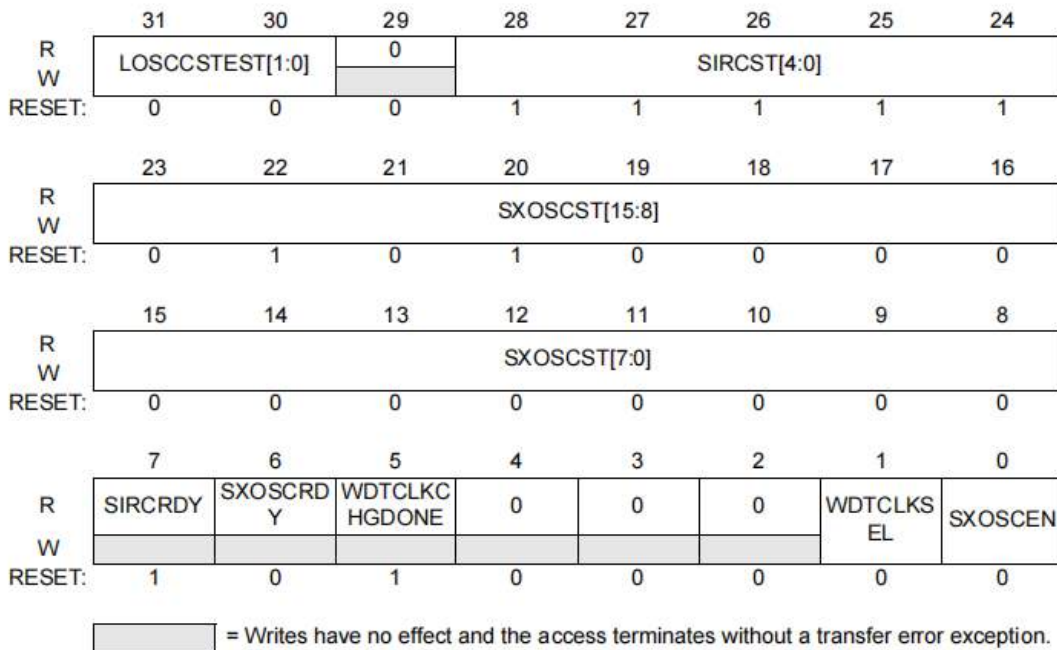 31 30 29 28 27 26 25 24
R LOSCCSTEST[1:0] 0 SIRCST[4:0]
W
RESET: 0 0 0 1 1 1 1 1
23 22 21 20 19 18 17 16
R SXOSCST[15:8]
W
RESET: 0 1 0 1 0 0 0 0
15 14 13 12 11 10 9 8
R SXOSCST[7:0]
W
RESET: 0 0 0 0 0 0 0 0
7 6 5 4 3 2 1 0
R SIRCRDY SXOSCRD
Y WDTCLKC
HGDONE 0 0 0 WDTCLKS
EL SXOSCEN
W
RESET: 1 0 1 0 0 0 0 0
= Writes have no effect and the access terminates without a transfer error exception.